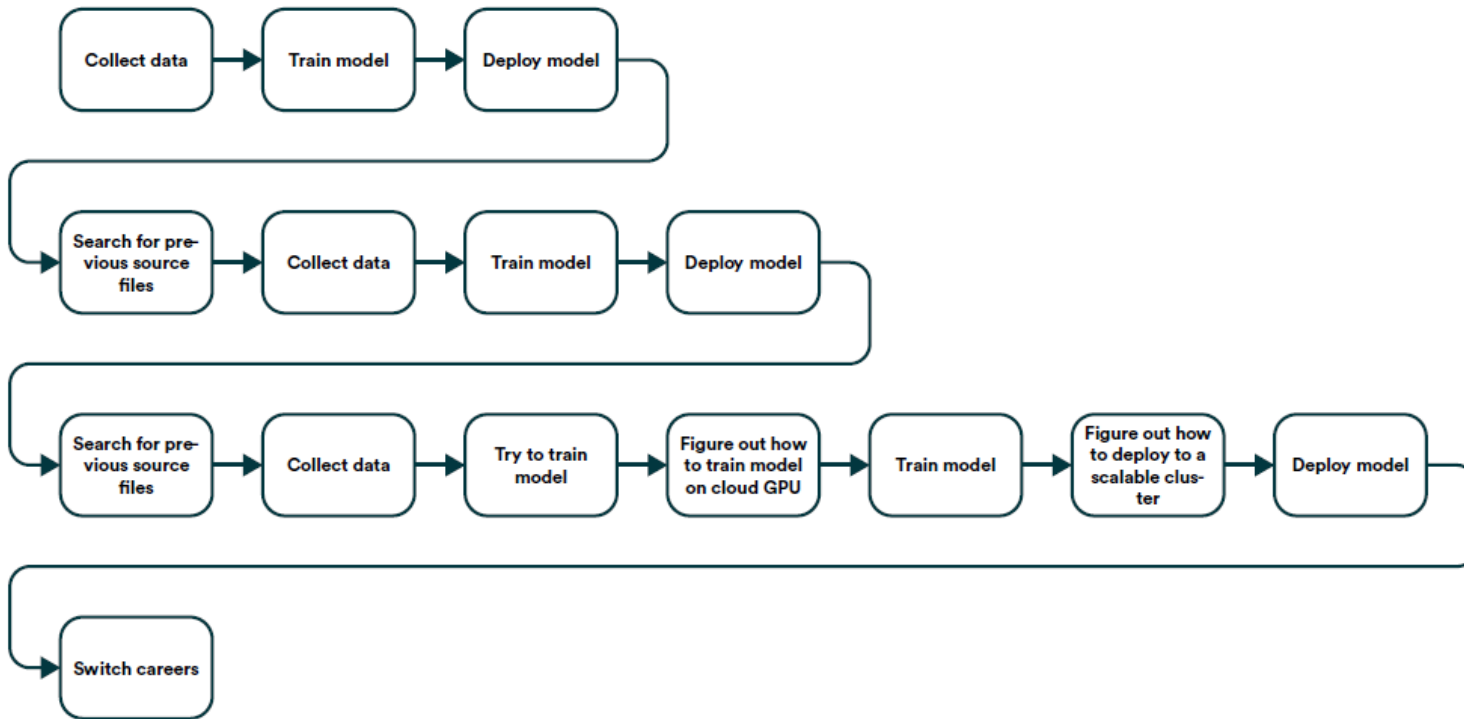 Collect data
Train model
Deploy model
Search for pre-
vious source
files
Collect data
Train model
Deploy model
Search for pre-
vious source
files
Collect data
Try to train
model
Figure out how
to train model
on cloud GPU
Train model
Figure out how
to deploy to a
scalable clus-
ter
Deploy model
Switch careers